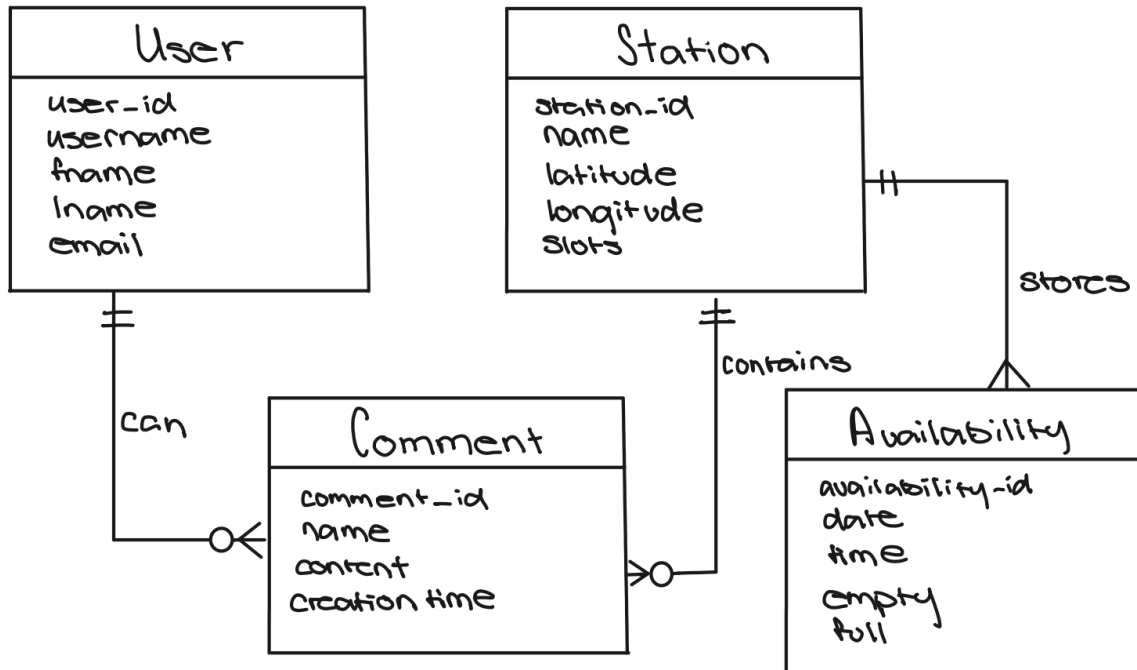 User
user_id
username
fname
lname
email
can
Station
station_id
name
latitude
longitude
slots
contains
stores
Comment
comment_id
name
content
creation time
Availability
availability_id
date
time
empty
full